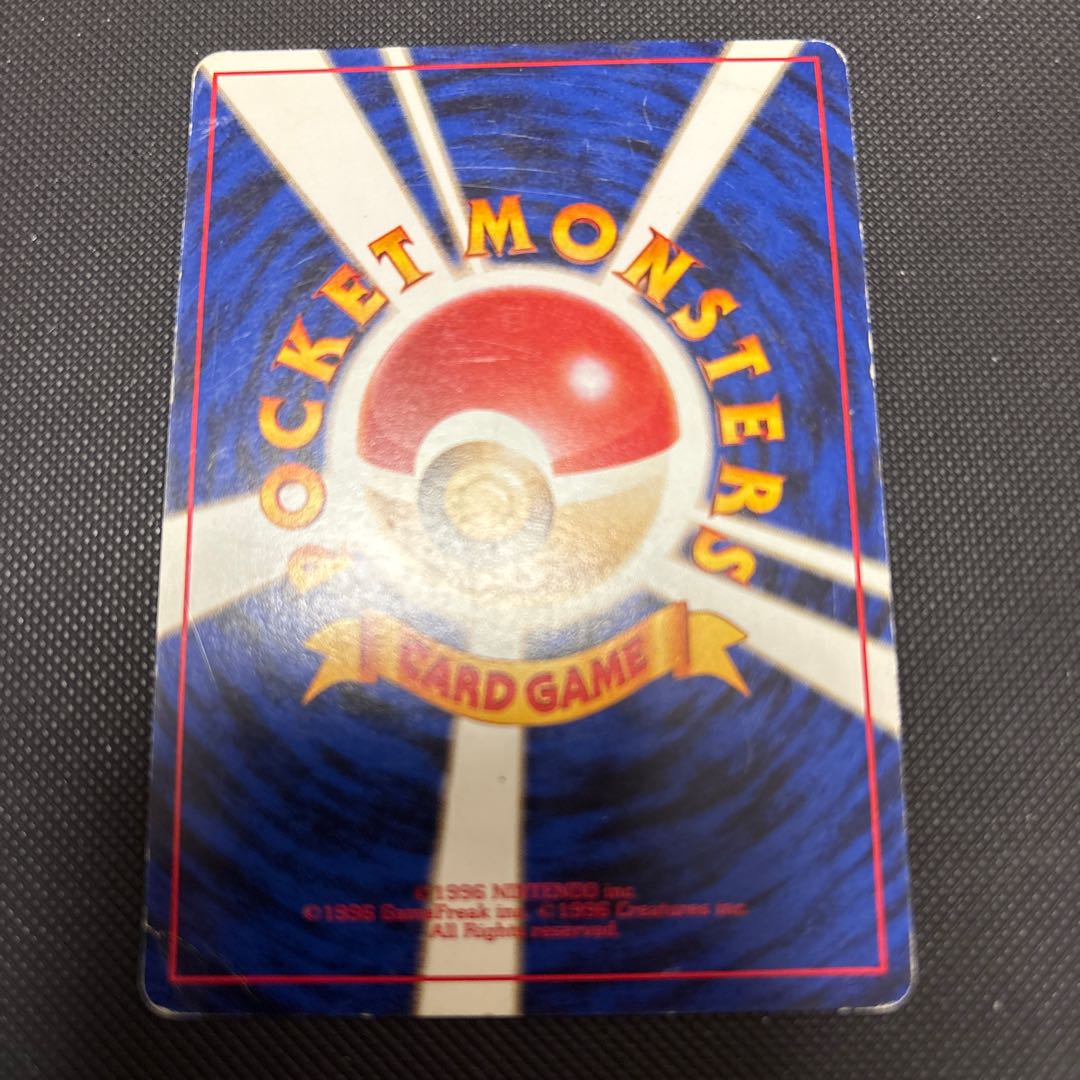 POCKET MONSTERS
CARD GAME
©1996 NINTENDO inc.
©1996 GameFreak inc. ©1996 Creatures inc.
All Rights reserved.